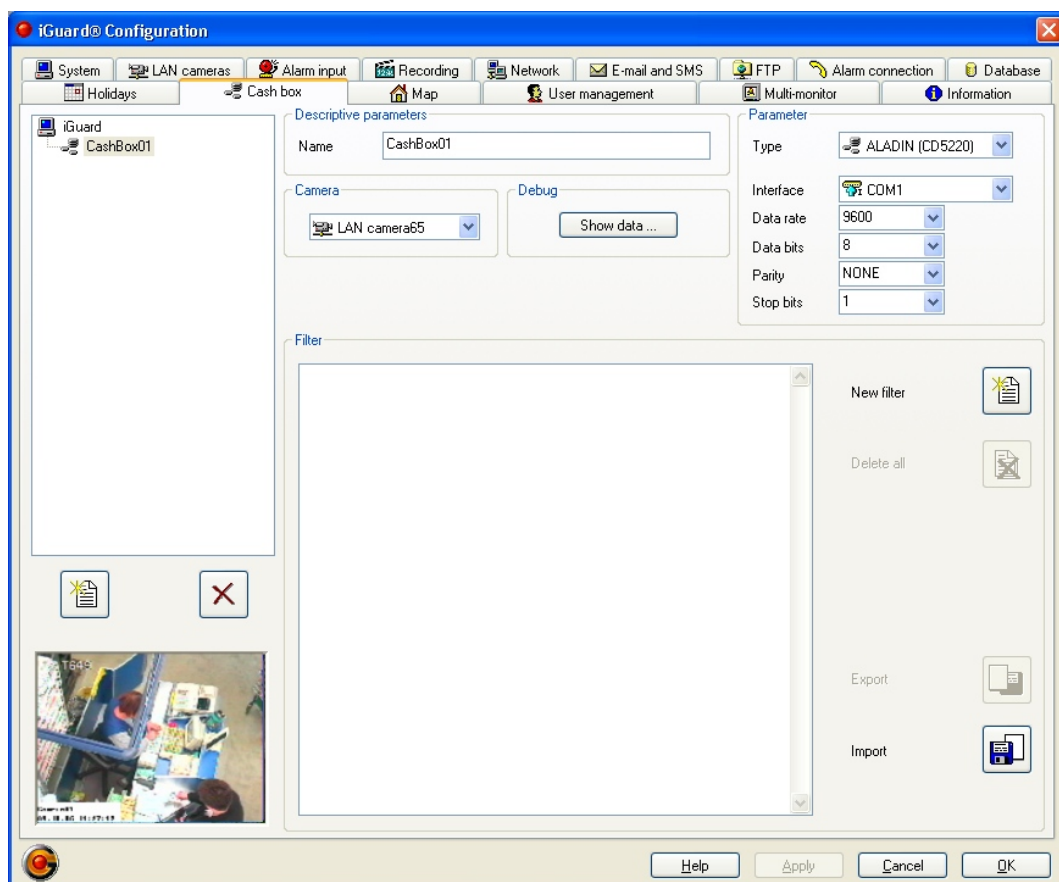 iGuard® Configuration
System
LAN cameras
Alarm input
Recording
Network
E-mail and SMS
FTP
Alarm connection
Database
Holidays
Cash box
Map
User management
Multi-monitor
Information
iGuard
CashBox01
Descriptive parameters
Name
CashBox01
Camera
LAN camera65
Debug
Show data ...
Parameter
Type
ALADIN (CD5220)
Interface
COM1
Data rate
9600
Data bits
8
Parity
NONE
Stop bits
1
Filter
New filter
Delete all
Export
Import
T649
Help
Apply
Cancel
OK